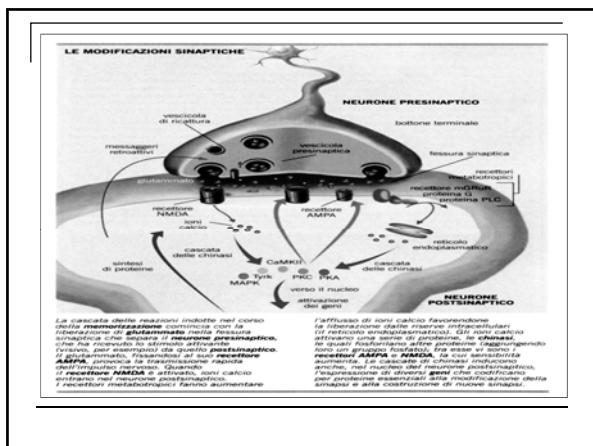 LE MODIFICAZIONI SINAPTICHE
NEURONE PRESINAPTICO
vescicola
di ricattura
bottone terminale
messaggeri
retroattivi
vescicola
presinaptica
fessura sinaptica
recettori
metabotropici
glutammato
recettore mGluR
proteina G
proteina PLC
recettore
NMDA
recettore
AMPA
ioni
calcio
reticolo
endoplasmatico
cascata
delle chinasi
CaMKII
sintesi
di proteine
Tyrk
MAPK
PKC
PKA
cascata
delle chinasi
verso il nucleo
attivazione
dei geni
NEURONE
POSTSINAPTICO
La cascata delle reazioni indotte nel corso
della memorizzazione comincia con la
liberazione di glutammato nella fessura
sinaptica che separa il neurone presinaptico,
che ha ricevuto lo stimolo attivante
(visivo, per esempio) da quello postsinaptico.
Il glutammato, fissandosi al suo recettore
AMPA, provoca la trasmissione rapida
dell'impulso nervoso. Quando
il recettore NMDA è attivato, ioni calcio
entrano nel neurone postsinaptico.
I recettori metabotropici fanno aumentare
l'afflusso di ioni calcio favorendone
la liberazione dalle riserve intracellulari
(il reticolo endoplasmatico). Gli ioni calcio
attivano una serie di proteine, le chinasi,
le quali fosforilano altre proteine (aggiungendo
loro un gruppo fosfato), tra esse vi sono i
recettori AMPA e NMDA, la cui sensibilità
aumenta. Le cascate di chinasi inducono
anche, nel nucleo del neurone postsinaptico,
l'espressione di diversi geni che codificano
per proteine essenziali alla modificazione della
sinapsi e alla costruzione di nuove sinapsi.